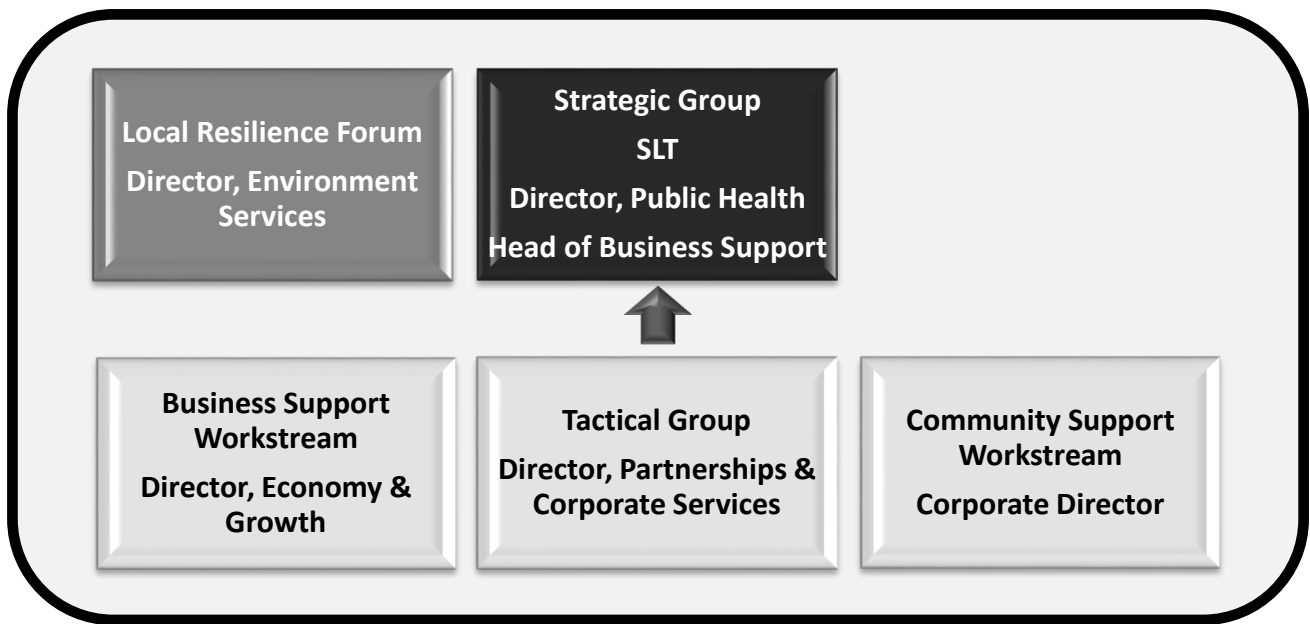 Local Resilience Forum
Director, Environment
Services
Strategic Group
SLT
Director, Public Health
Head of Business Support
Business Support
Workstream
Director, Economy &
Growth
Tactical Group
Director, Partnerships &
Corporate Services
Community Support
Workstream
Corporate Director